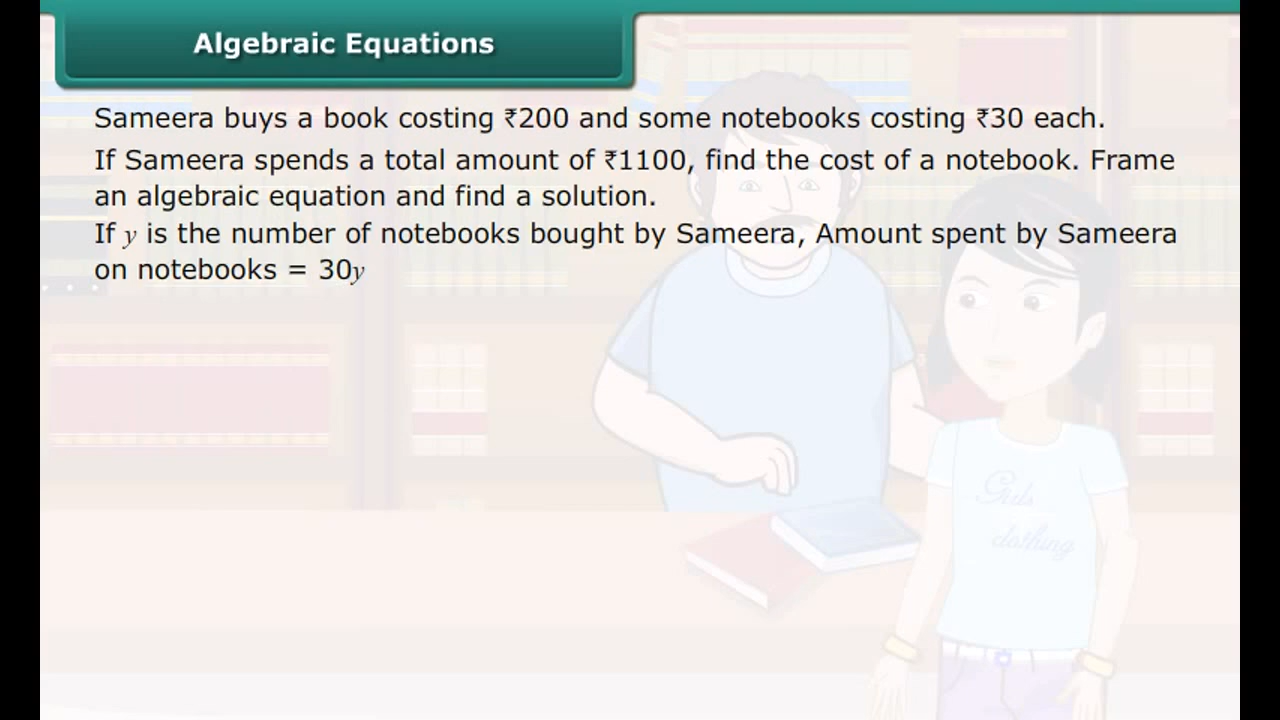 Algebraic Equations
Sameera buys a book costing ₹200 and some notebooks costing ₹30 each.
If Sameera spends a total amount of ₹1100, find the cost of a notebook. Frame
an algebraic equation and find a solution.
If y is the number of notebooks bought by Sameera, Amount spent by Sameera
on notebooks = 30y
Girls
clothing